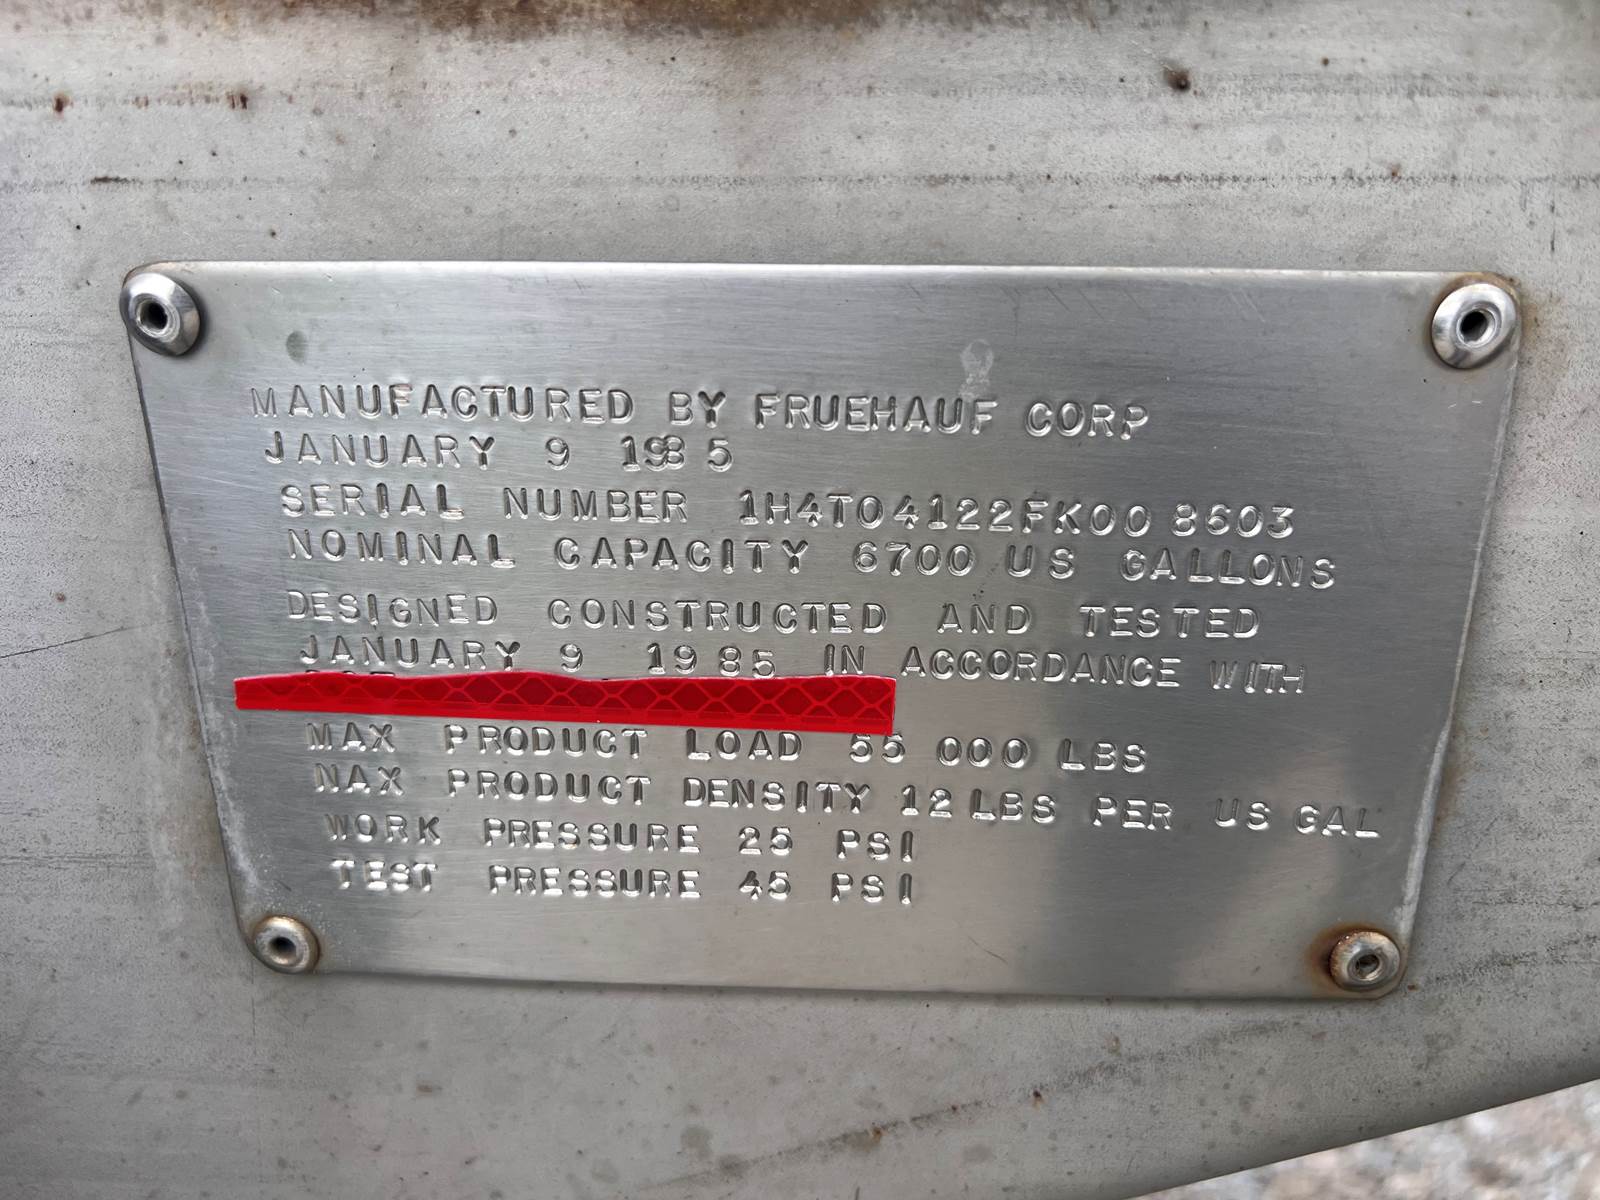 MANUFACTURED BY FRUEHAUF CORP
JANUARY 9 1985
SERIAL NUMBER 1H4T04122FK008603
NOMINAL CAPACITY 6700 US GALLONS
DESIGNED CONSTRUCTED AND TESTED
JANUARY 9 1985 IN ACCORDANCE WITH
MAX PRODUCT LOAD 55 000 LBS
NAX PRODUCT DENSITY 12 LBS PER US GAL
WORK PRESSURE 25 PSI
TEST PRESSURE 45 PSI